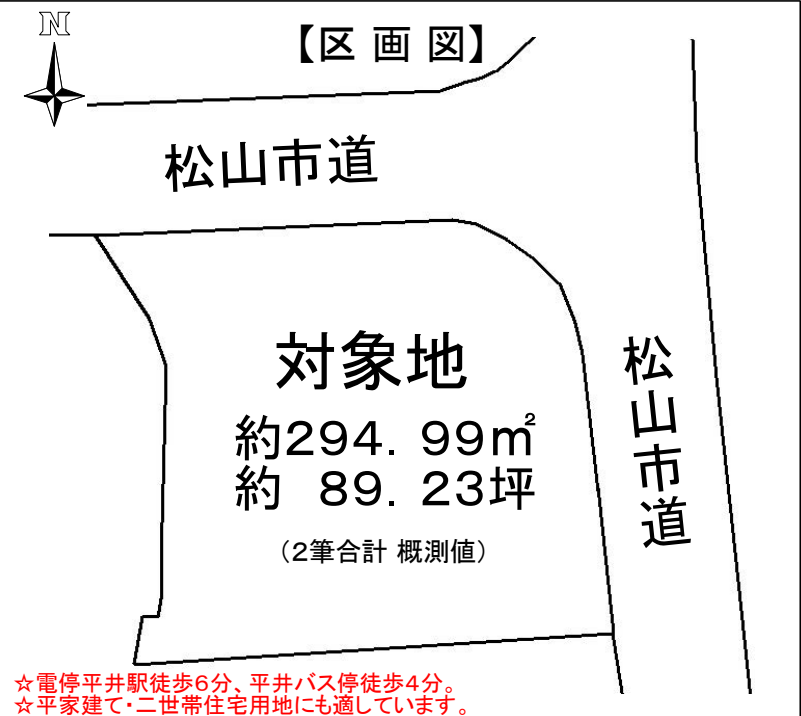 N
【区 画 図】
松山市道
対象地
約294. 99㎡
約 89. 23坪
（2筆合計 概測値）
松山市道
☆電停平井駅徒歩6分、平井バス停徒歩4分。
☆平家建て・二世帯住宅用地にも適しています。